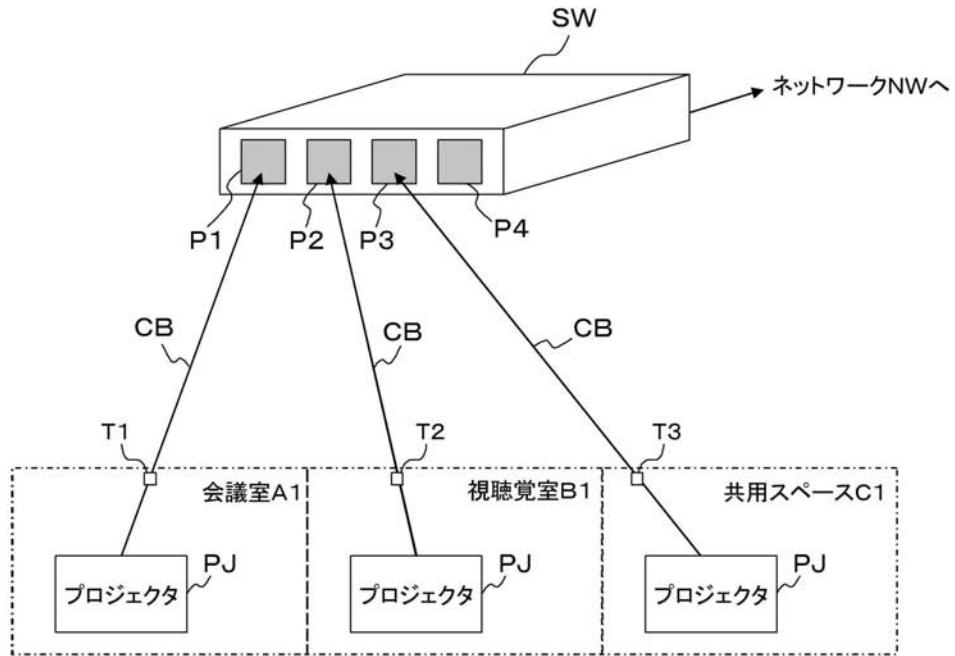 SW
ネットワークNWへ
P1
P2
P3
P4
CB
CB
CB
T1
T2
T3
会議室A1
視聴覚室B1
共用スペースC1
プロジェクタ
PJ
プロジェクタ
PJ
プロジェクタ
PJ